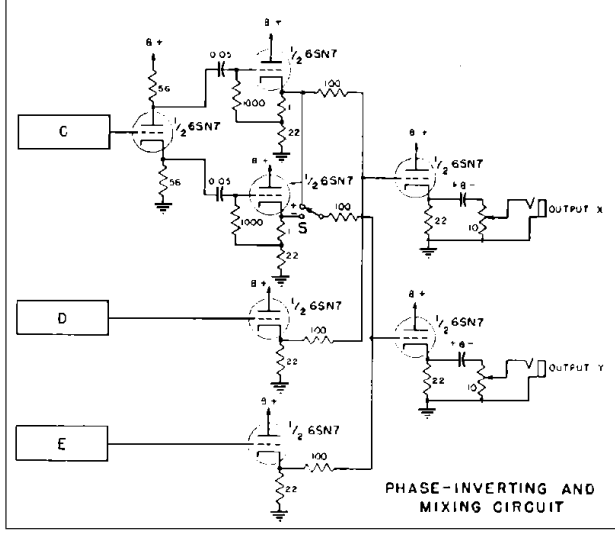 B +
B +
56
0.05
1/2 6SN7
100
1000
1
22
C
1/2 6SN7
B +
1/2 6SN7
56
0.05
B +
1/2 6SN7
+
-
S
100
1000
1
22
+ 8 -
22
10
OUTPUT X
B +
1/2 6SN7
D
100
22
B +
1/2 6SN7
+ 8 -
22
10
OUTPUT Y
B +
1/2 6SN7
E
100
22
PHASE-INVERTING AND
MIXING CIRCUIT